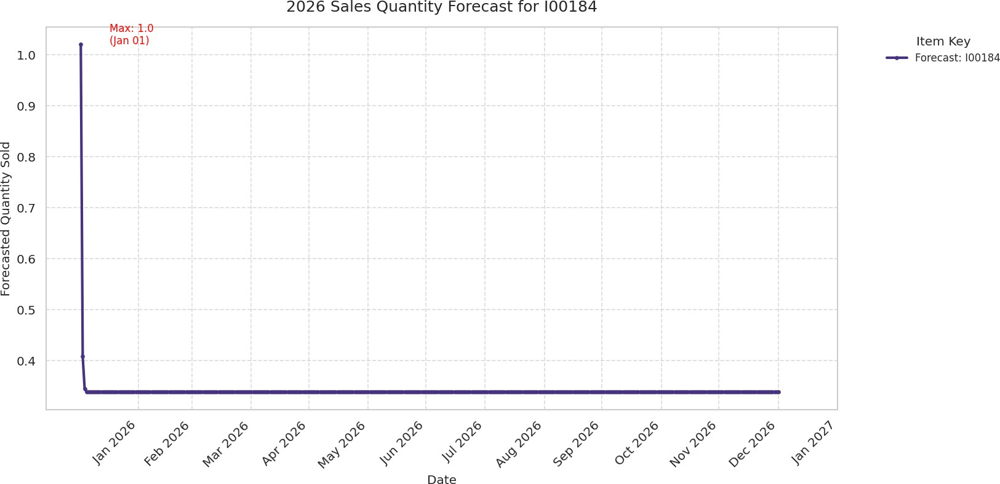 2026 Sales Quantity Forecast for I00184
Max: 1.0
(Jan 01)
Item Key
Forecast: I00184
Forecasted Quantity Sold
1.0
0.9
0.8
0.7
0.6
0.5
0.4
Jan 2026
Feb 2026
Mar 2026
Apr 2026
May 2026
Jun 2026
Jul 2026
Aug 2026
Sep 2026
Oct 2026
Nov 2026
Dec 2026
Jan 2027
Date